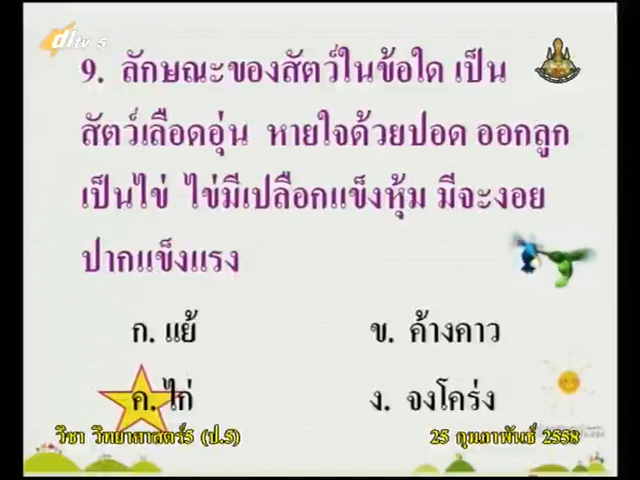 dltv 5
9. ลักษณะของสัตว์ในข้อใด เป็น
สัตว์เลือดอุ่น หายใจด้วยปอด ออกลูก
เป็นไข่ ไข่มีเปลือกแข็งหุ้ม มีจะงอย
ปากแข็งแรง
ก. แย้
ข. ค้างคาว
ค. ไก่
ง. จงโคร่ง
วิชา วิทยาศาสตร์5 (ป.5)
25 กุมภาพันธ์ 2558